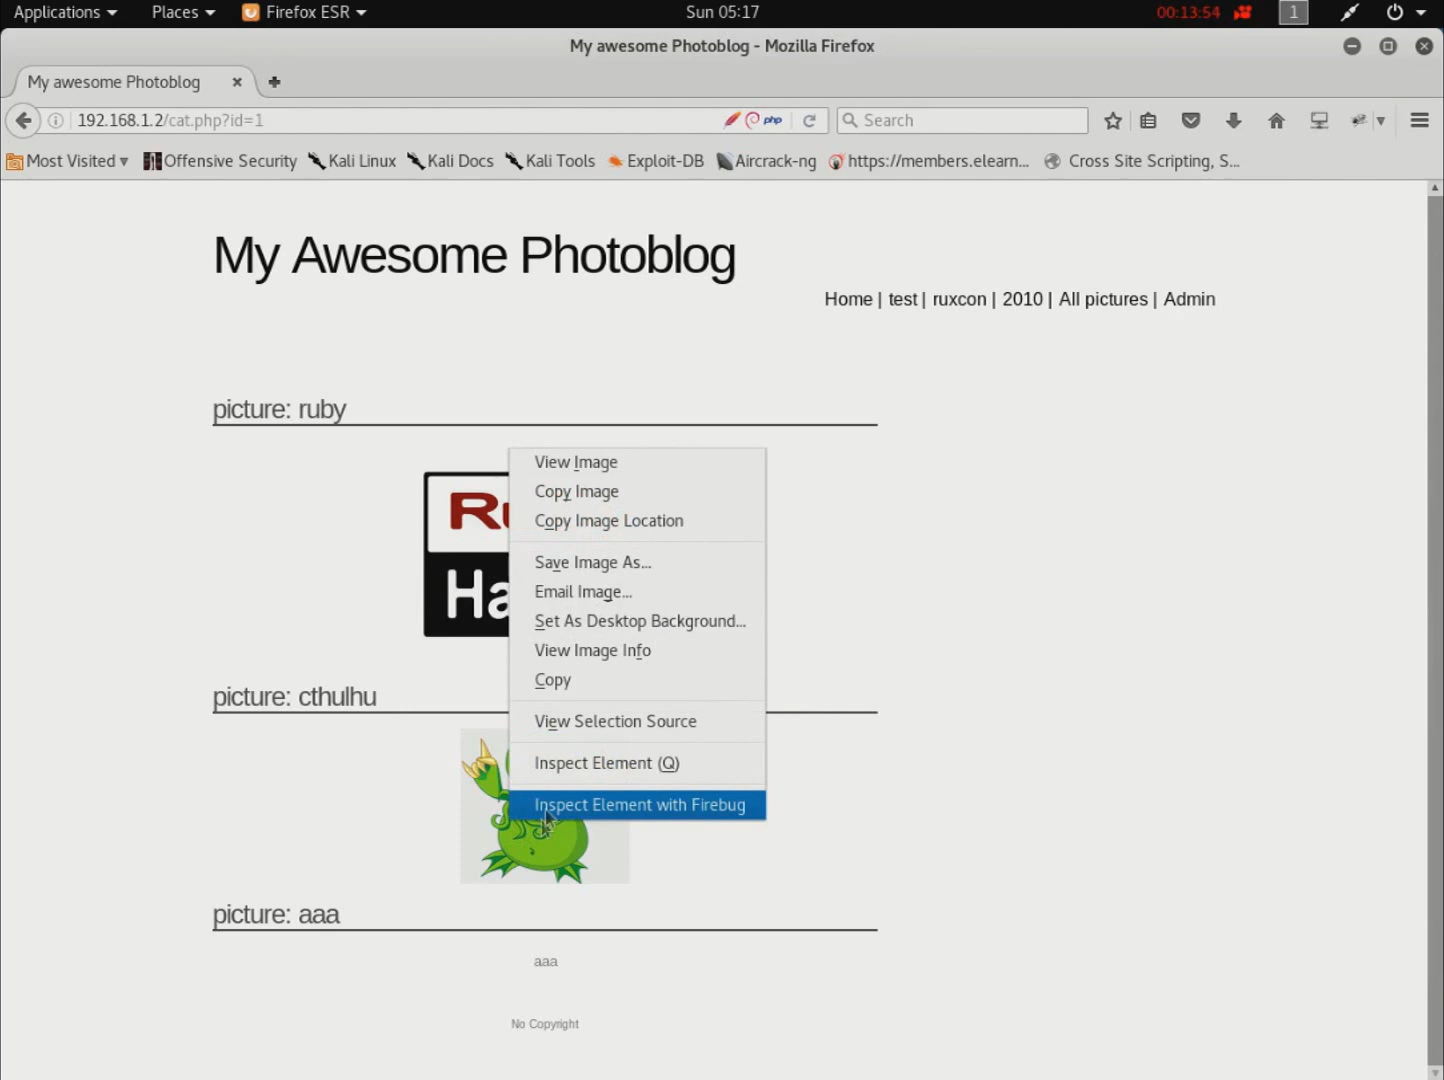 Applications Places Firefox ESR Sun 05:17 00:13:54 1
My awesome Photoblog - Mozilla Firefox
My awesome Photoblog
192.168.1.2/cat.php?id=1 php Search
Most Visited Offensive Security Kali Linux Kali Docs Kali Tools Exploit-DB Aircrack-ng https://members.elearn... Cross Site Scripting, S...
My Awesome Photoblog
Home | test | ruxcon | 2010 | All pictures | Admin
picture: ruby
View Image
Copy Image
Copy Image Location
Save Image As...
Email Image...
Set As Desktop Background...
View Image Info
Copy
View Selection Source
Inspect Element (Q)
Inspect Element with Firebug
picture: cthulhu
picture: aaa
aaa
No Copyright